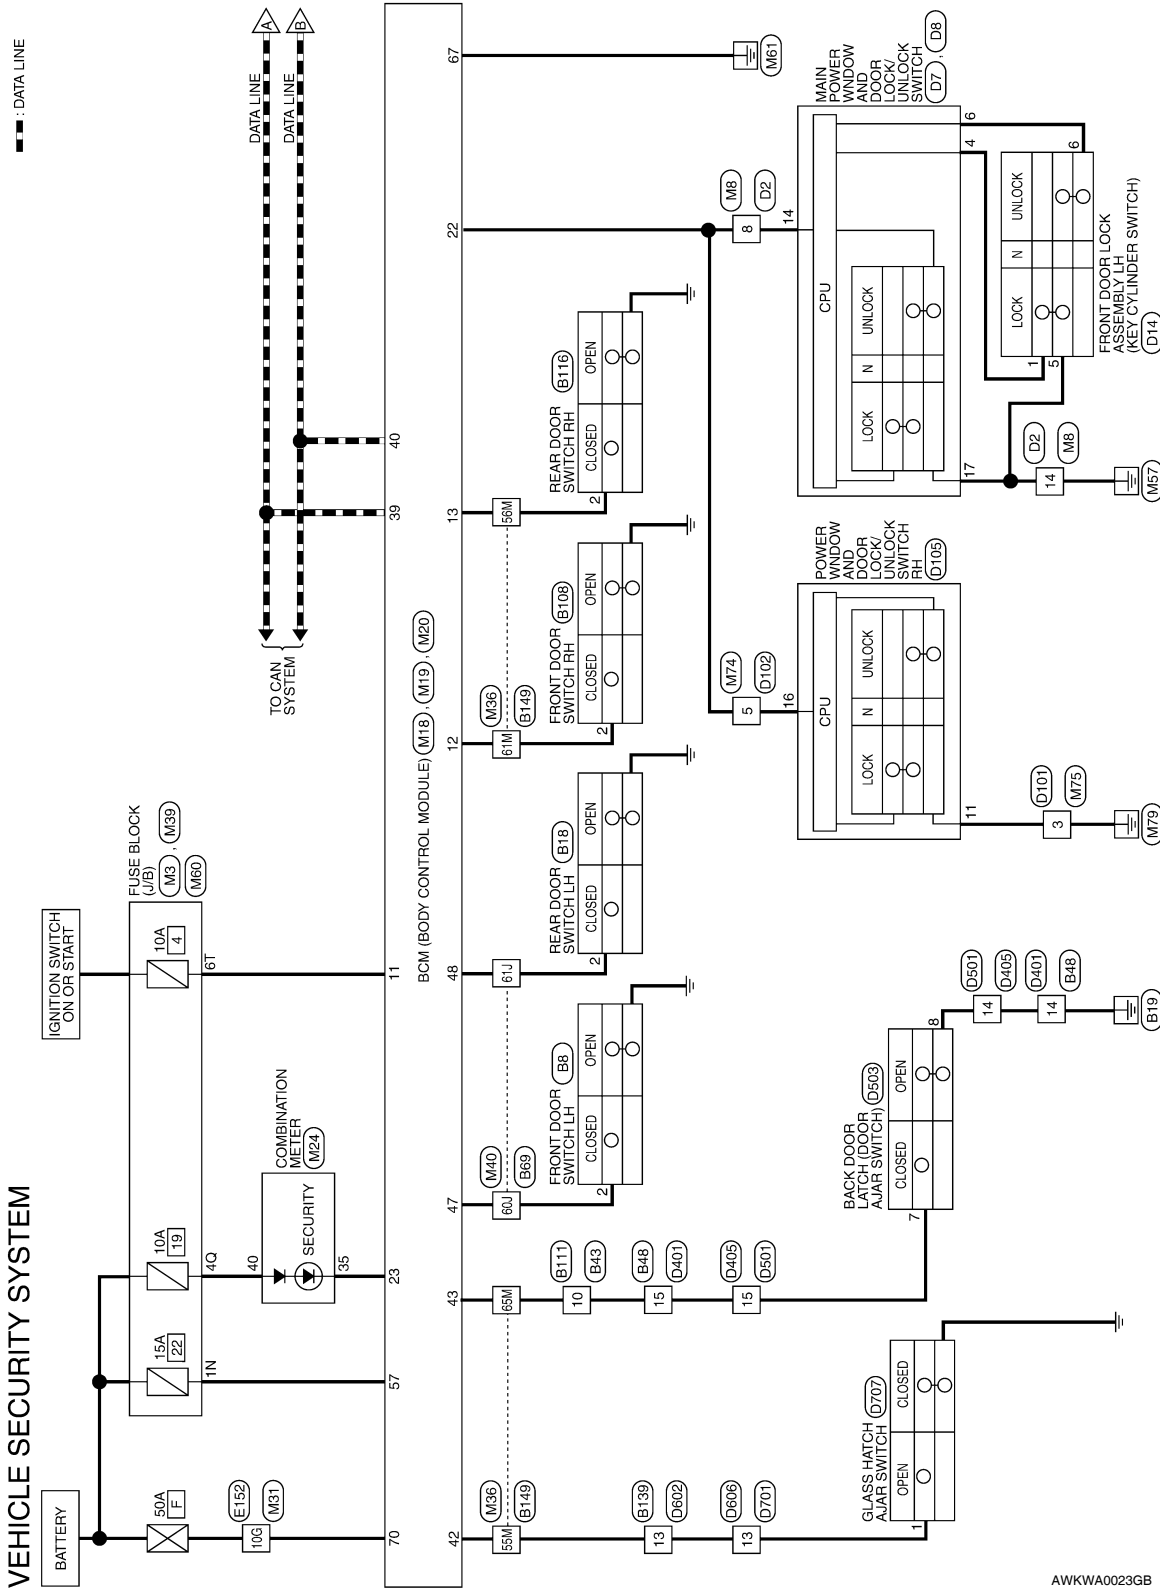 VEHICLE SECURITY SYSTEM
: DATA LINE
BATTERY
IGNITION SWITCH
ON OR START
50A
F
15A
22
10A
19
10A
4
FUSE BLOCK
(J/B)
M3 , M39
M60
E152
M31
10G
1N
4Q
6T
COMBINATION
METER
M24
40
SECURITY
35
TO CAN
SYSTEM
DATA LINE
A
DATA LINE
B
70
57
23
11
39
40
BCM (BODY CONTROL MODULE) M18 , M19 , M20
42
43
47
48
12
13
22
67
55M
M36
B149
65M
60J
M40
B69
61J
61M
M36
B149
56M
B139
D602
13
D606
D701
13
B111
B43
10
B48
D401
15
D405
D501
15
FRONT DOOR
SWITCH LH
B8
CLOSED
OPEN
2
REAR DOOR
SWITCH LH
B18
CLOSED
OPEN
2
FRONT DOOR
SWITCH RH
B108
CLOSED
OPEN
2
REAR DOOR
SWITCH RH
B116
CLOSED
OPEN
2
M61
M8
D2
8
M74
D102
5
GLASS HATCH
AJAR SWITCH
D707
OPEN
CLOSED
1
BACK DOOR
LATCH (DOOR
AJAR SWITCH)
D503
CLOSED
OPEN
7
8
D501
D405
14
D401
B48
14
B19
POWER
WNDOW
AND
DOOR
LOCK/
UNLOCK
SWITCH
RH
D105
16
CPU
LOCK
N
UNLOCK
11
D101
M75
3
M79
MAIN
POWER
WNDOW
AND
DOOR
LOCK/
UNLOCK
SWITCH
D7 , D8
14
CPU
LOCK
N
UNLOCK
17
4
6
D2
M8
14
M57
1
5
6
LOCK
N
UNLOCK
FRONT DOOR LOCK
ASSEMBLY LH
(KEY CYLINDER SWITCH)
D14
AWKWA0023GB